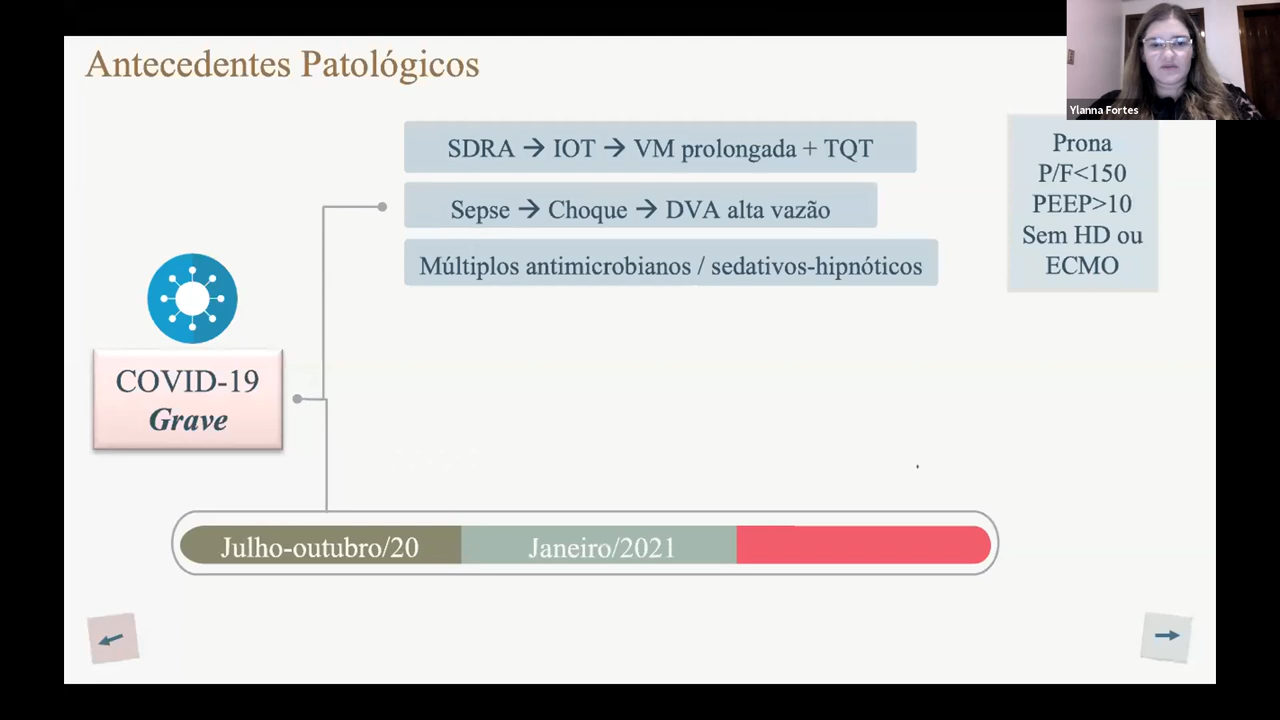 Antecedentes Patológicos
Ylanna Fortes
SDRA → IOT → VM prolongada + TQT
Sepse → Choque → DVA alta vazão
Múltiplos antimicrobianos / sedativos-hipnóticos
Prona
P/F<150
PEEP>10
Sem HD ou
ECMO
COVID-19
Grave
Julho-outubro/20
Janeiro/2021